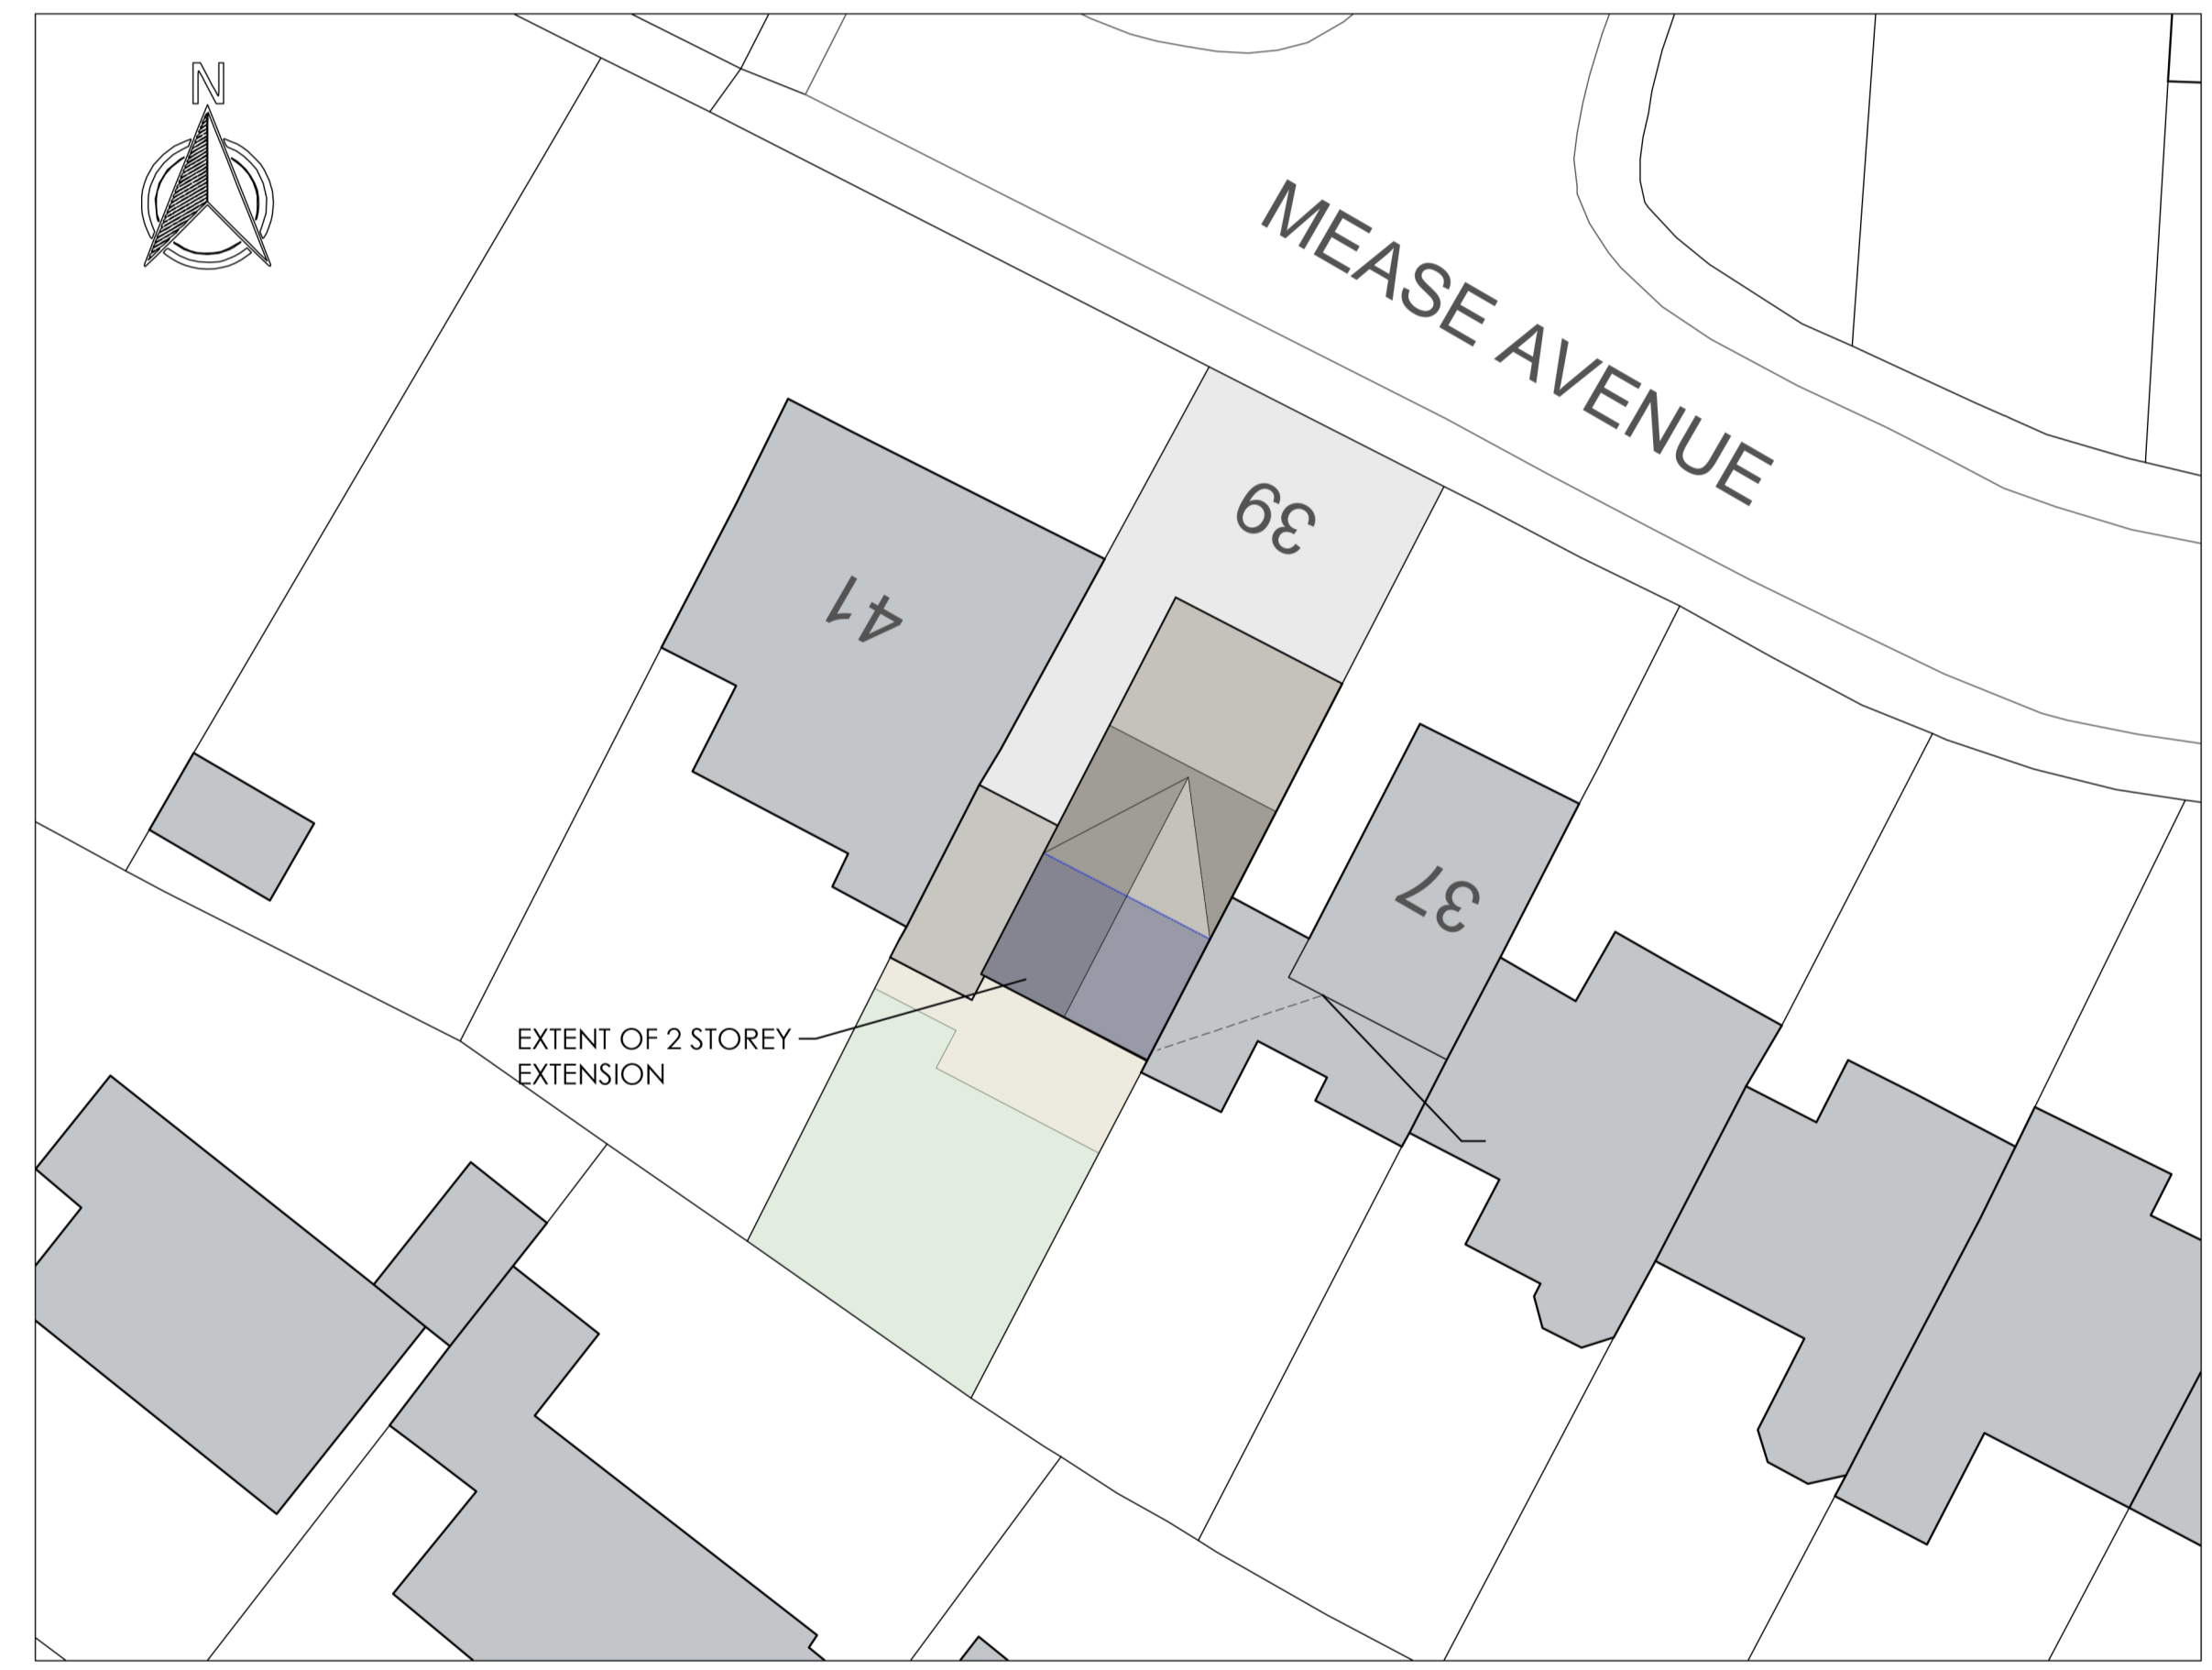 N
MEASE AVENUE
39
41
37
EXTENT OF 2 STOREY
EXTENSION